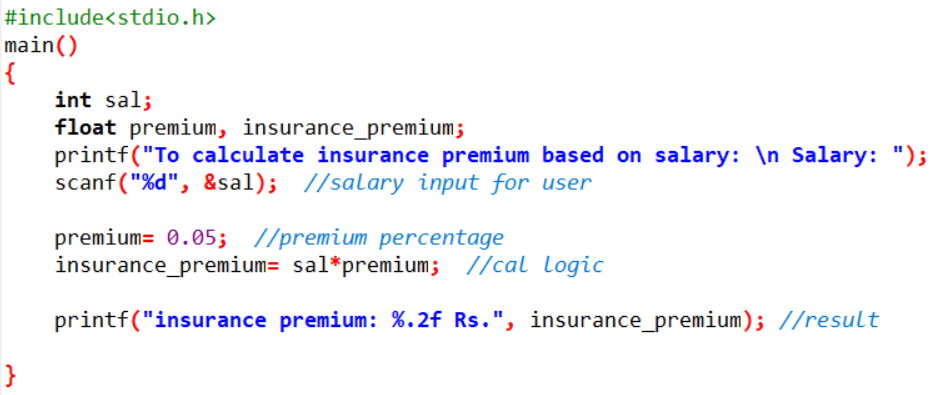 #include<stdio.h>
main()
{
    int sal;
    float premium, insurance_premium;
    printf("To calculate insurance premium based on salary: \n Salary: ");
    scanf("%d", &sal);  //salary input for user
    premium= 0.05;  //premium percentage
    insurance_premium= sal*premium;  //cal logic
    printf("insurance premium: %.2f Rs.", insurance_premium); //result
}